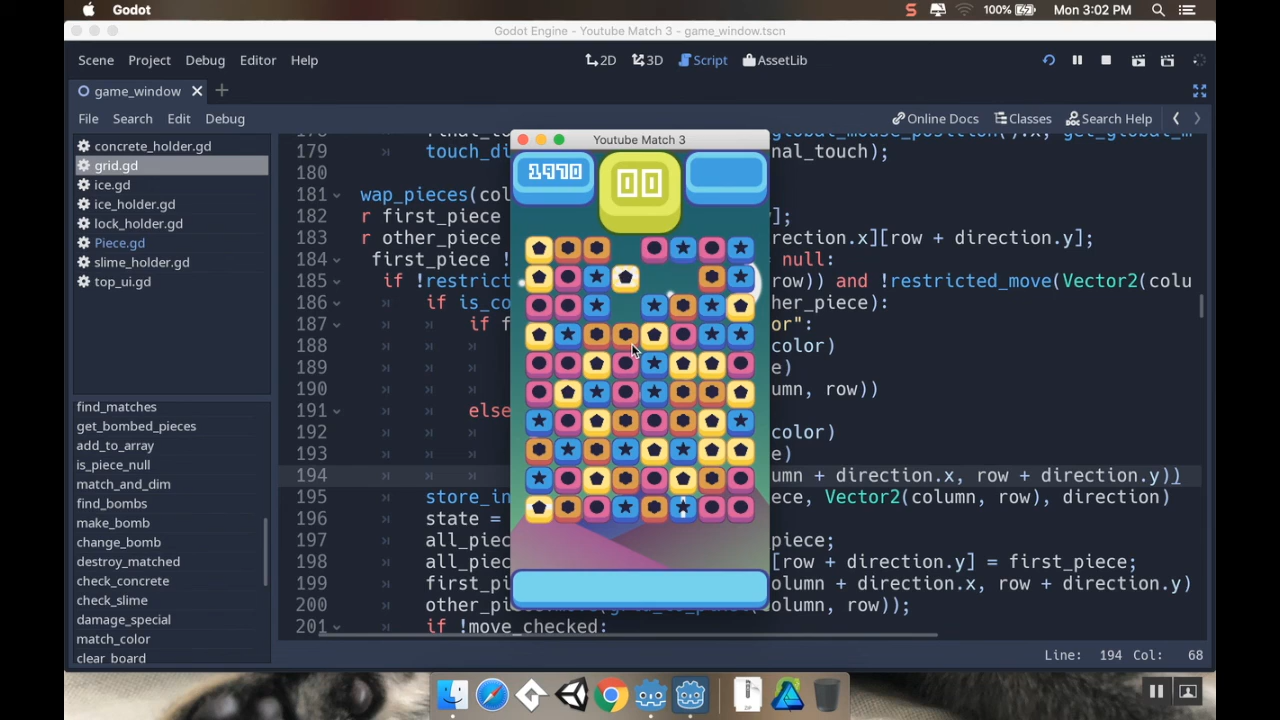 Godot
100%
Mon 3:02 PM
Godot Engine - Youtube Match 3 - game_window.tscn
Scene Project Debug Editor Help
2D 3D Script AssetLib
game_window
File Search Edit Debug
Online Docs Classes Search Help
concrete_holder.gd
grid.gd
ice.gd
ice_holder.gd
lock_holder.gd
Piece.gd
slime_holder.gd
top_ui.gd
find_matches
get_bombed_pieces
add_to_array
is_piece_null
match_and_dim
find_bombs
make_bomb
change_bomb
destroy_matched
check_concrete
check_slime
damage_special
match_color
clear_board
179 touch_di nal_touch);
180
181 wap_pieces(col
182 r first_piece ];
183 r other_piece rection.x][row + direction.y];
184 first_piece ! null:
185 if !restrict row)) and !restricted_move(Vector2(colu
186 if is_co her_piece):
187 if f or":
188 color)
189 e)
190 n, row))
191 else
192 color)
193 e)
194 umn + direction.x, row + direction.y))
195 store_in ece, Vector2(column, row), direction)
196 state =
197 all_piec piece;
198 all_piec [row + direction.y] = first_piece;
199 first_pi olumn + direction.x, row + direction.y)
200 other_ olumn, row));
201 if !move_checked:
Youtube Match 3
1970
00
Line: 194 Col: 68